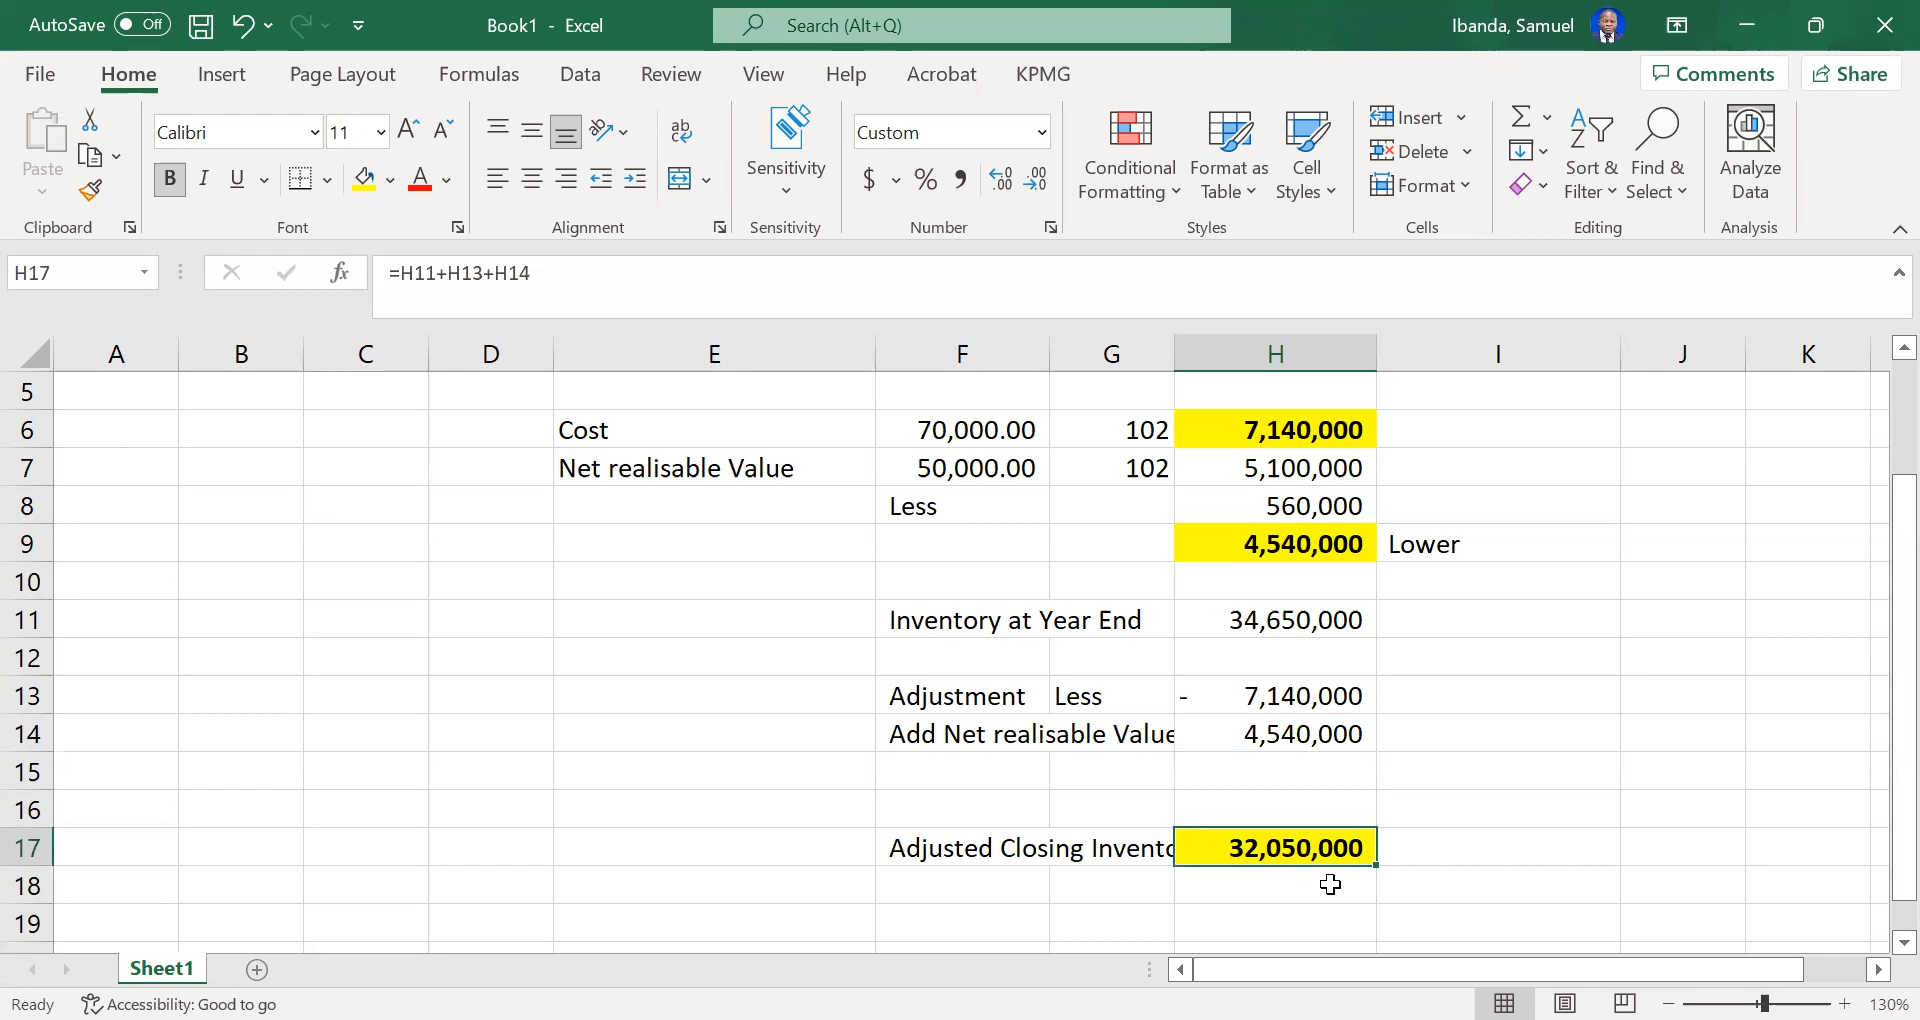 AutoSave Off Book1 - Excel Search (Alt+Q) Ibanda, Samuel
File Home Insert Page Layout Formulas Data Review View Help Acrobat KPMG Comments Share
Paste
Clipboard
Calibri 11
B I U A
Font
ab
Alignment
Sensitivity
Sensitivity
Custom
$ % 9 .00 .00
Number
Conditional Formatting
Format as Table
Cell Styles
Styles
Insert
Delete
Format
Cells
Sort & Filter
Find & Select
Editing
Analyze Data
Analysis
H17 fx =H11+H13+H14
A B C D E F G H I J K
5
6 Cost 70,000.00 102 7,140,000
7 Net realisable Value 50,000.00 102 5,100,000
8 Less 560,000
9 4,540,000 Lower
10
11 Inventory at Year End 34,650,000
12
13 Adjustment Less - 7,140,000
14 Add Net realisable Value 4,540,000
15
16
17 Adjusted Closing Invento 32,050,000
18
19
Sheet1
Ready Accessibility: Good to go 130%